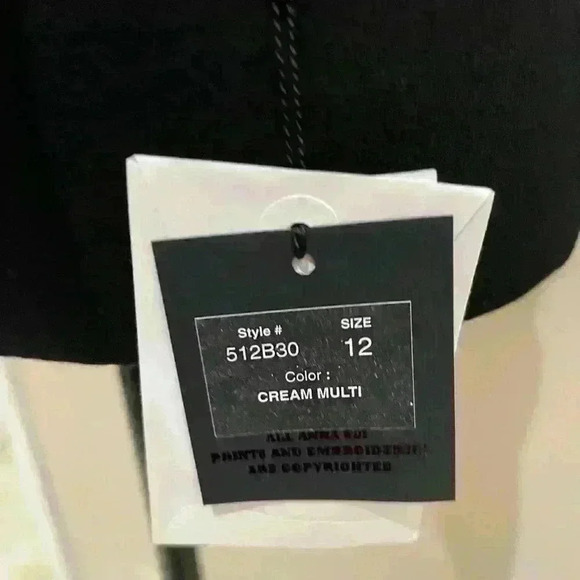 Style #
SIZE
512B30
12
Color :
CREAM MULTI
ALL ANNA SUI
PRINTS AND EMBROIDERIES
ARE COPYRIGHTED